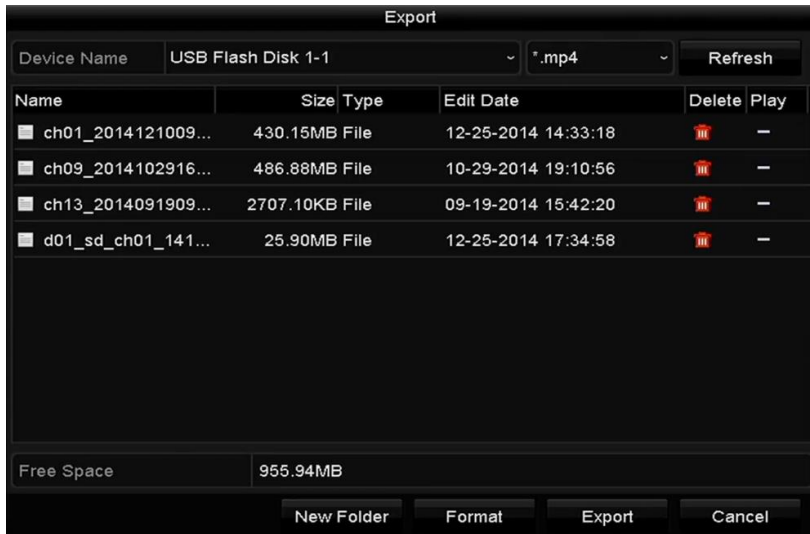 Export
Device Name USB Flash Disk 1-1 *.mp4 Refresh
Name Size Type Edit Date Delete Play
ch01_2014121009... 430.15MB File 12-25-2014 14:33:18
ch09_2014102916... 486.88MB File 10-29-2014 19:10:56
ch13_2014091909... 2707.10KB File 09-19-2014 15:42:20
d01_sd_ch01_141... 25.90MB File 12-25-2014 17:34:58
Free Space 955.94MB
New Folder Format Export Cancel